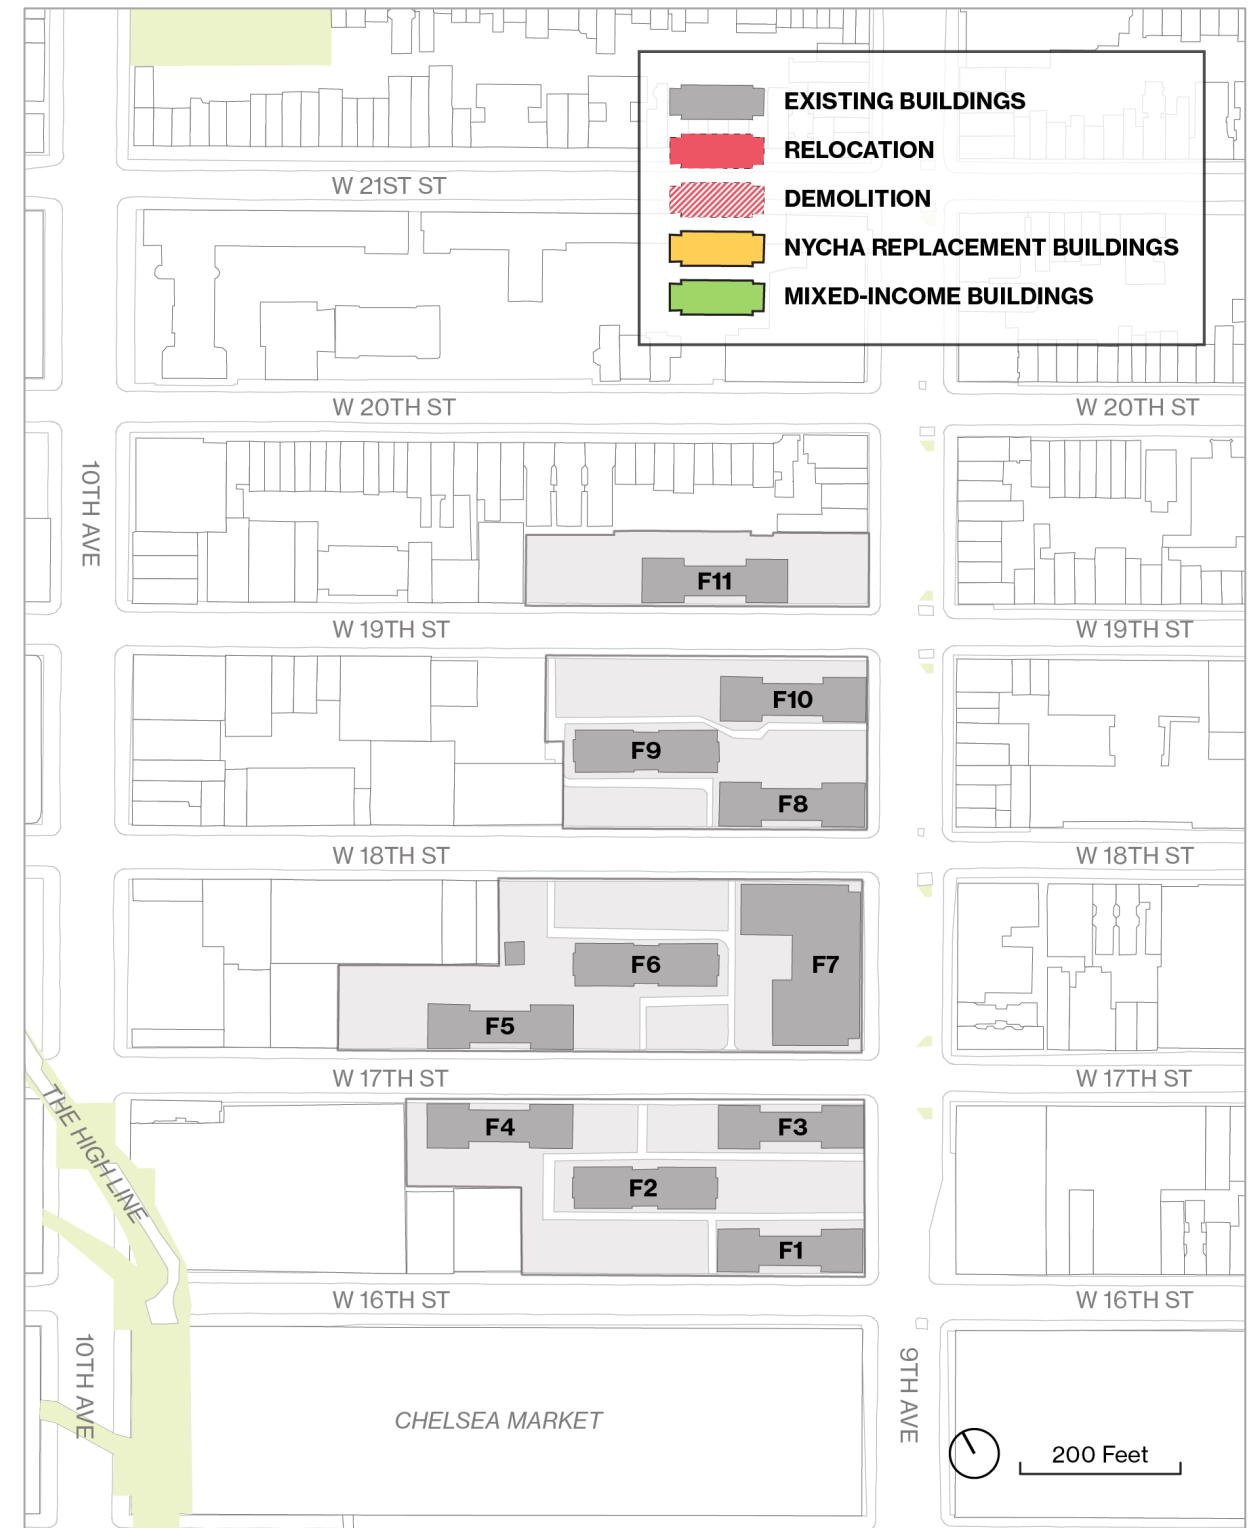 EXISTING BUILDINGS
RELOCATION
DEMOLITION
NYCHA REPLACEMENT BUILDINGS
MIXED-INCOME BUILDINGS
W 21ST ST
W 20TH ST
W 20TH ST
10TH AVE
F11
W 19TH ST
W 19TH ST
F10
F9
F8
W 18TH ST
W 18TH ST
F6
F7
F5
W 17TH ST
W 17TH ST
THE HIGH LINE
F4
F3
F2
F1
W 16TH ST
W 16TH ST
10TH AVE
9TH AVE
CHELSEA MARKET
200 Feet